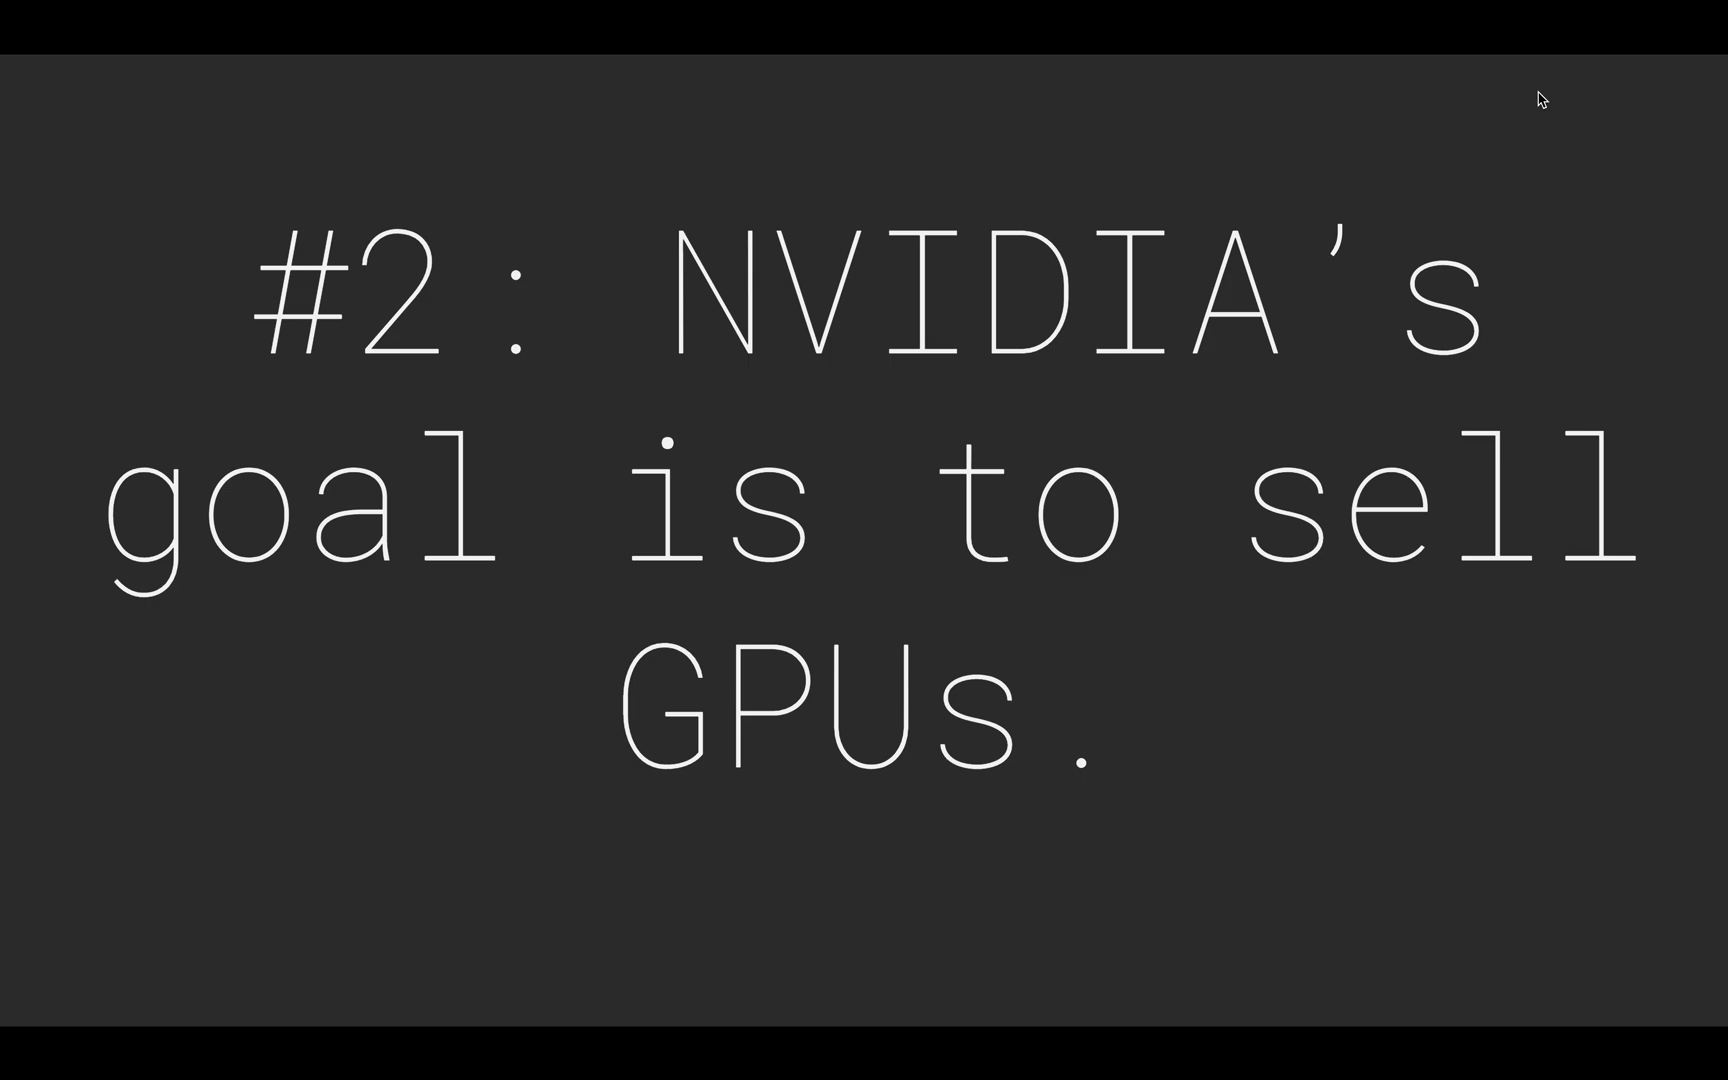 #2: NVIDIA’s
goal is to sell
GPUs.